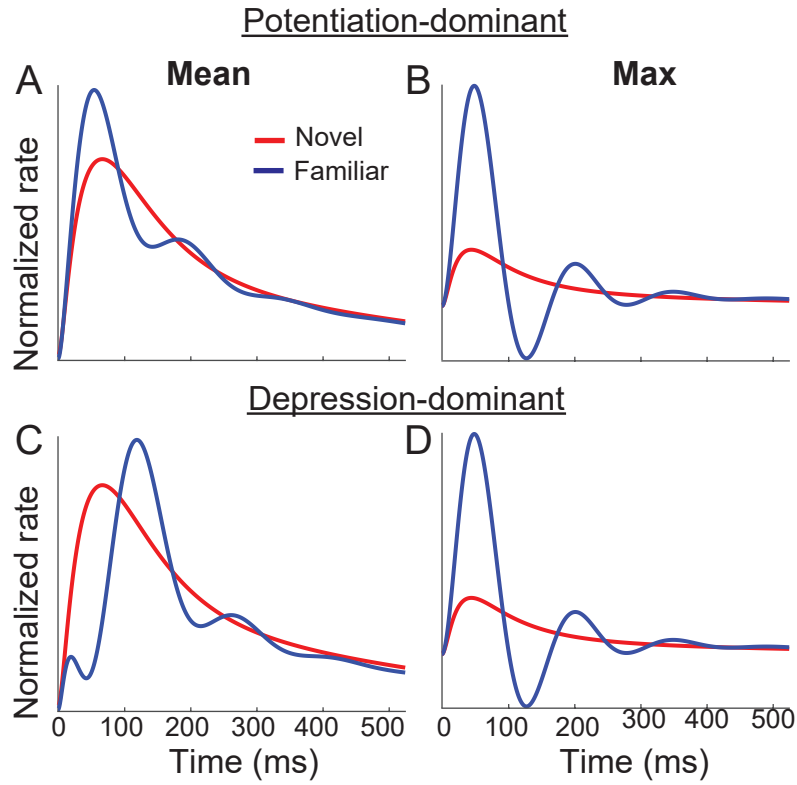 Potentiation-dominant
A Mean B Max
Novel
Familiar
Normalized rate
Depression-dominant
C D
Normalized rate
0 100 200 300 400 500 0 100 200 300 400 500
Time (ms) Time (ms)